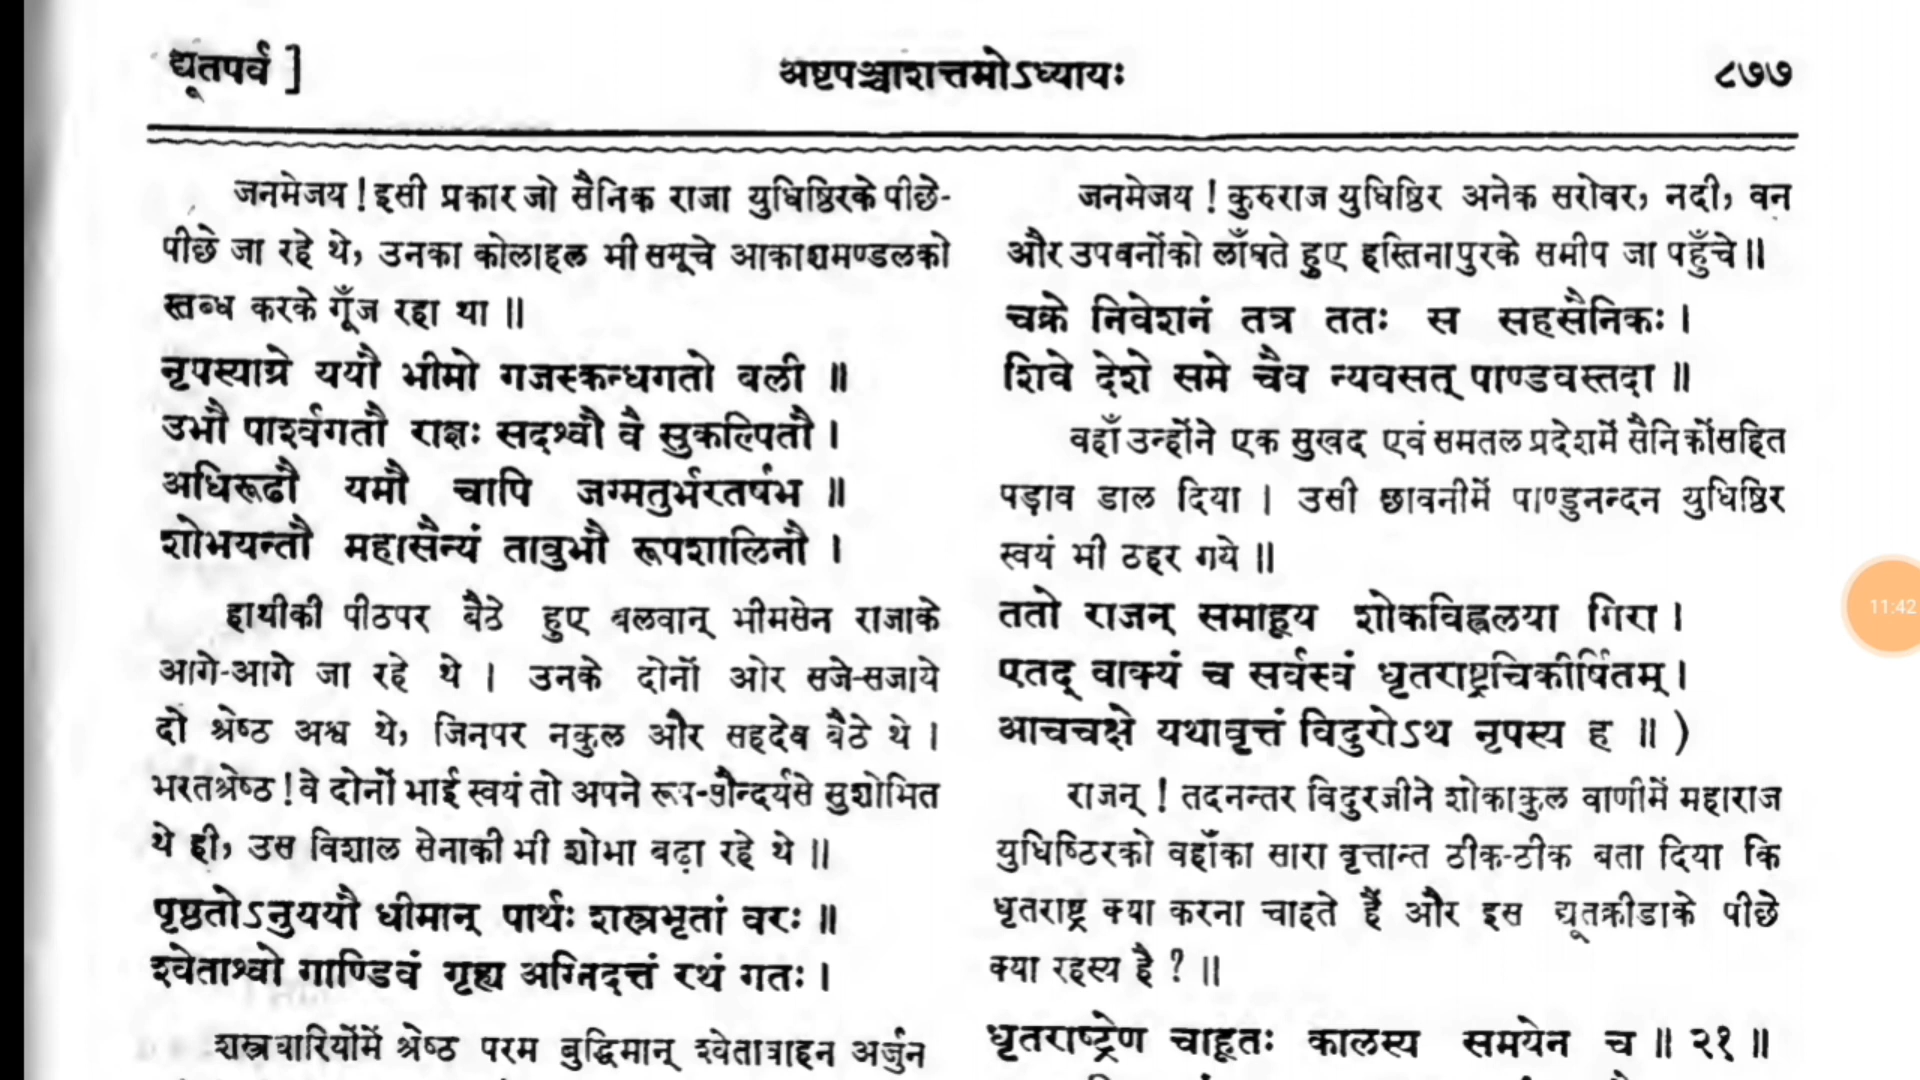 द्यूतपर्व ]
अष्टपञ्चाशत्तमोऽध्यायः
८७७
जनमेजय ! इसी प्रकार जो सैनिक राजा युधिष्ठिरके पीछे-
पीछे जा रहे थे, उनका कोलाहल भी समूचे आकाशमण्डलको
स्तब्ध करके गूँज रहा था ॥
नृपस्याग्रे ययौ भीमो गजस्कन्धगतो बली ॥
उभौ पार्श्वगतौ राज्ञः सदश्वौ वै सुकल्पितौ ।
अधिरूढौ यमौ चापि जग्मतुर्भरतर्षभ ॥
शोभयन्तौ महासैन्यं तावुभौ रूपशालिनौ ।
हाथीकी पीठपर बैठे हुए बलवान् भीमसेन राजाके
आगे-आगे जा रहे थे । उनके दोनों ओर सजे-सजाये
दो श्रेष्ठ अश्व थे, जिनपर नकुल और सहदेव बैठे थे ।
भरतश्रेष्ठ ! वे दोनों भाई स्वयं तो अपने रूप-सौन्दर्यसे सुशोभित
थे ही, उस विशाल सेनाकी भी शोभा बढ़ा रहे थे ॥
पृष्ठतोऽनुययौ धीमान् पार्थः शस्त्रभृतां वरः ॥
श्वेताश्वो गाण्डिवं गृह्य अग्निदत्तं रथं गतः ।
शस्त्रधारियोंमें श्रेष्ठ परम बुद्धिमान् श्वेतवाहन अर्जुन
जनमेजय ! कुरुराज युधिष्ठिर अनेक सरोवर, नदी, वन
और उपवनोंको लाँघते हुए हस्तिनापुरके समीप जा पहुँचे ॥
चक्रे निवेशनं तत्र ततः स सहसैनिकः ।
शिवे देशे समे चैव न्यवसत् पाण्डवस्तदा ॥
वहाँ उन्होंने एक सुखद एवं समतल प्रदेशमें सैनिकोंसहित
पड़ाव डाल दिया । उसी छावनीमें पाण्डुनन्दन युधिष्ठिर
स्वयं भी ठहर गये ॥
ततो राजन् समाहूय शोकविह्वलया गिरा ।
एतद् वाक्यं च सर्वस्वं धृतराष्ट्रचिकीर्षितम् ।
आचचक्षे यथावृत्तं विदुरोऽथ नृपस्य ह ॥ )
राजन् ! तदनन्तर विदुरजीने शोकाकुल वाणीमें महाराज
युधिष्ठिरको वहाँका सारा वृत्तान्त ठीक-ठीक बता दिया कि
धृतराष्ट्र क्या करना चाहते हैं और इस द्यूतक्रीडाके पीछे
क्या रहस्य है ? ॥
धृतराष्ट्रेण चाहूतः कालस्य समयेन च ॥ २१ ॥
11:42